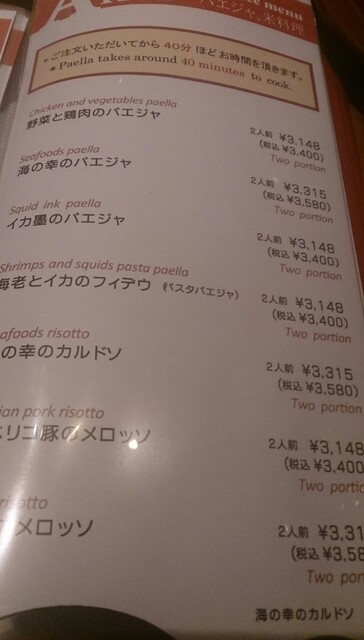 menu
パエジャ,米料理
• ご注文いただいてから 40分 ほどお時間を頂きます。
• Paella takes around 40 minutes to cook.
Chicken and vegetables paella
野菜と鶏肉のパエジャ
2人前 ¥3,148
(税込 ¥3,400)
Two portion
Seafoods paella
海の幸のパエジャ
2人前 ¥3,315
(税込 ¥3,580)
Two portion
Squid ink paella
イカ墨のパエジャ
2人前 ¥3,148
(税込 ¥3,400)
Two portion
Shrimps and squids pasta paella
海老とイカのフィデウ (パスタパエジャ)
2人前 ¥3,148
(税込 ¥3,400)
Two portion
afoods risotto
の幸のカルドソ
2人前 ¥3,315
(税込 ¥3,580)
Two portion
ian pork risotto
ベリコ豚のメロッソ
2人前 ¥3,148
(税込 ¥3,400
Two portio
risotto
メロッソ
2人前 ¥3,31
(税込 ¥3,58
Two por
海の幸のカルドソ